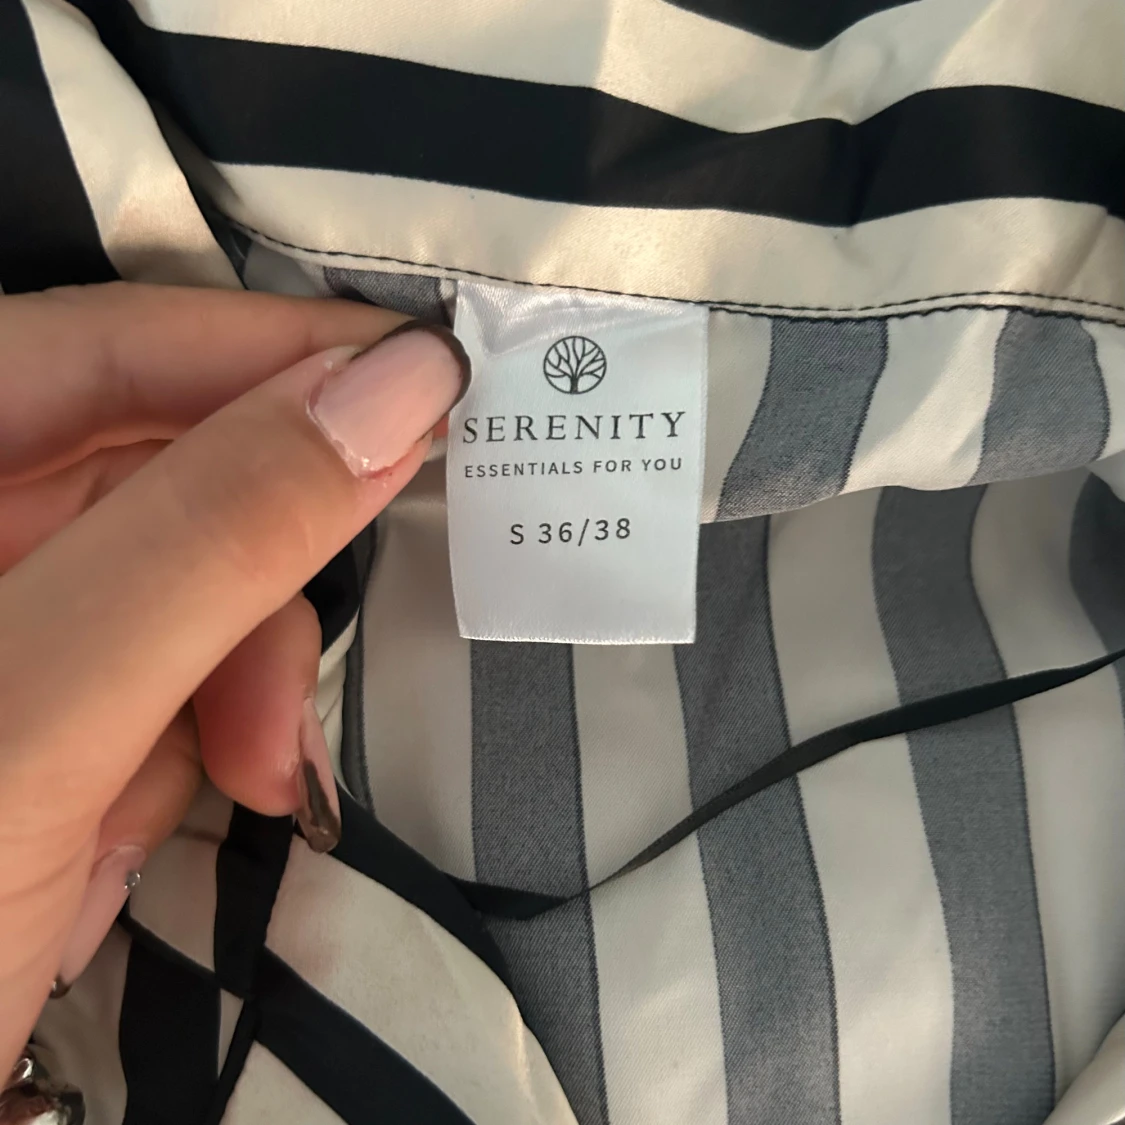 SERENITY
ESSENTIALS FOR YOU
S 36/38